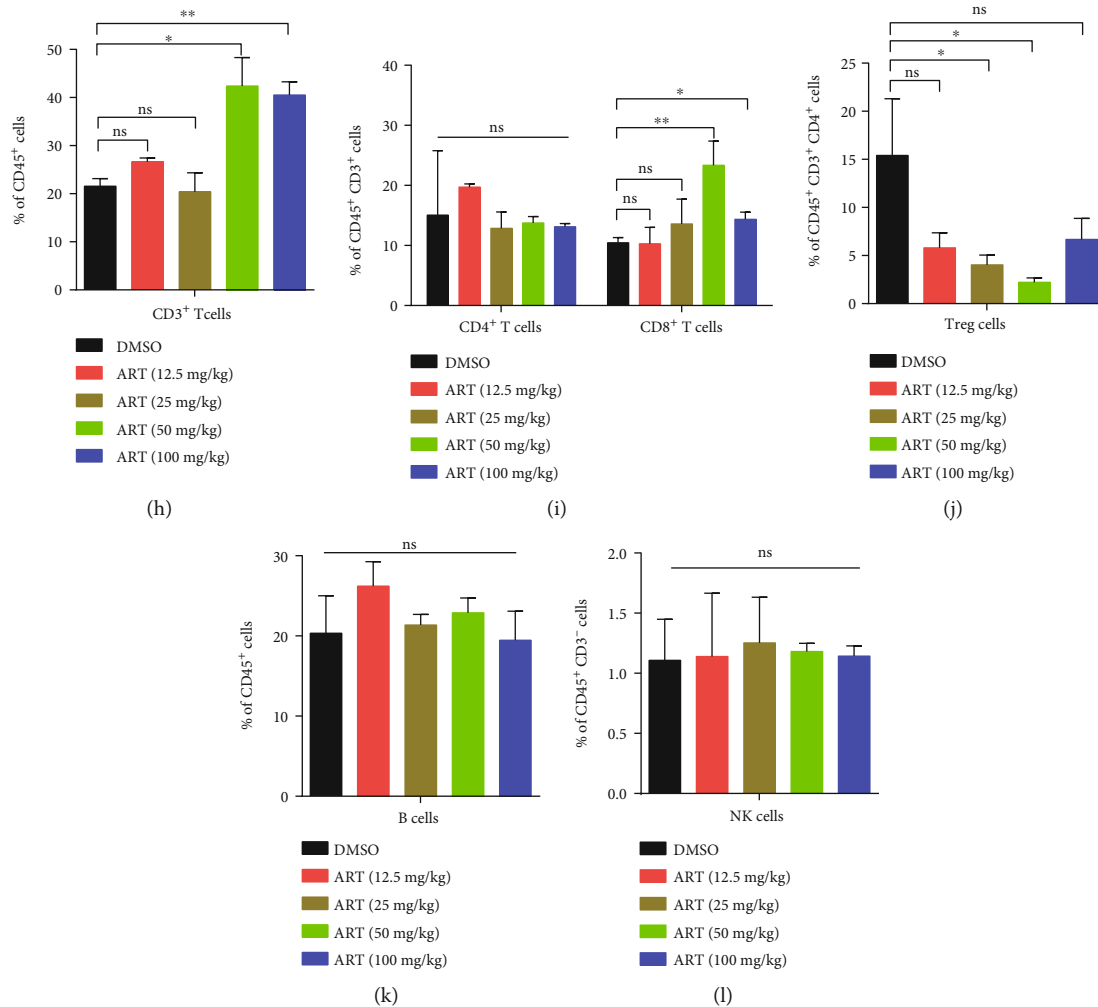 **
*
ns
ns
50
40
30
20
10
0
% of CD45⁺ cells
CD3⁺ Tcells
DMSO
ART (12.5 mg/kg)
ART (25 mg/kg)
ART (50 mg/kg)
ART (100 mg/kg)
(h)
40
30
20
10
0
% of CD45⁺ CD3⁺ cells
ns
*
**
ns
ns
CD4⁺ T cells
CD8⁺ T cells
DMSO
ART (12.5 mg/kg)
ART (25 mg/kg)
ART (50 mg/kg)
ART (100 mg/kg)
(i)
ns
*
*
ns
25
20
15
10
5
0
% of CD45⁺ CD3⁺ CD4⁺ cells
Treg cells
DMSO
ART (12.5 mg/kg)
ART (25 mg/kg)
ART (50 mg/kg)
ART (100 mg/kg)
(j)
ns
30
20
10
0
% of CD45⁺ cells
B cells
DMSO
ART (12.5 mg/kg)
ART (25 mg/kg)
ART (50 mg/kg)
ART (100 mg/kg)
(k)
ns
2.0
1.5
1.0
0.5
0.0
% of CD45⁺ CD3⁻ cells
NK cells
DMSO
ART (12.5 mg/kg)
ART (25 mg/kg)
ART (50 mg/kg)
ART (100 mg/kg)
(l)